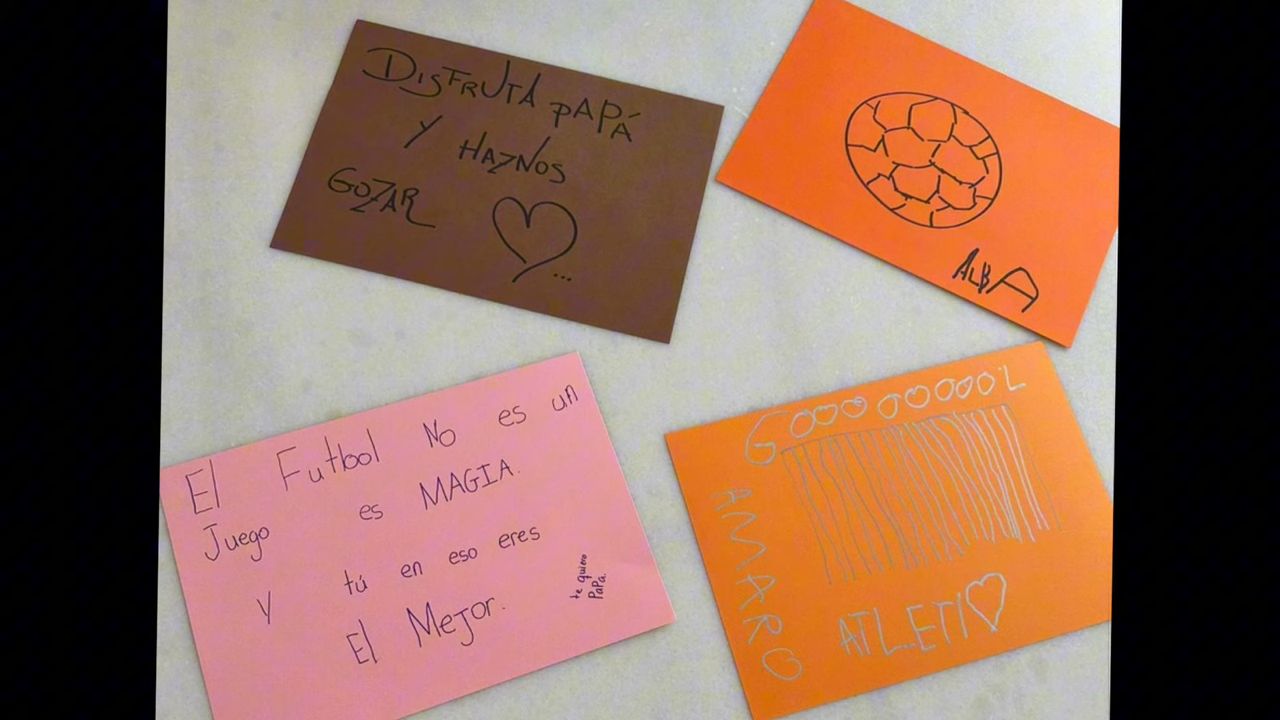 DISFRUTA PAPÁ
Y HAZNOS
GOZAR
...
ALBA
El Futbol No es un
Juego es MAGIA.
Y tú en eso eres
El Mejor.
te quiero
PaPa.
GOOOOOOOOL
AMARO
ATLETI